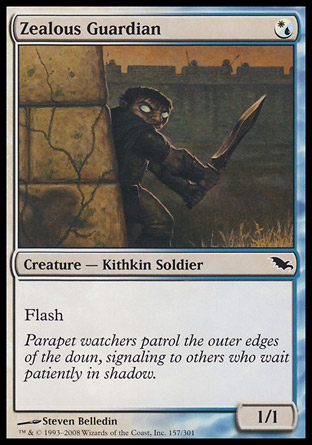 Zealous Guardian
Creature — Kithkin Soldier
Flash
Parapet watchers patrol the outer edges
of the doun, signaling to others who wait
patiently in shadow.
Steven Belledin
™ & © 1993–2008 Wizards of the Coast, Inc. 157/301
1/1